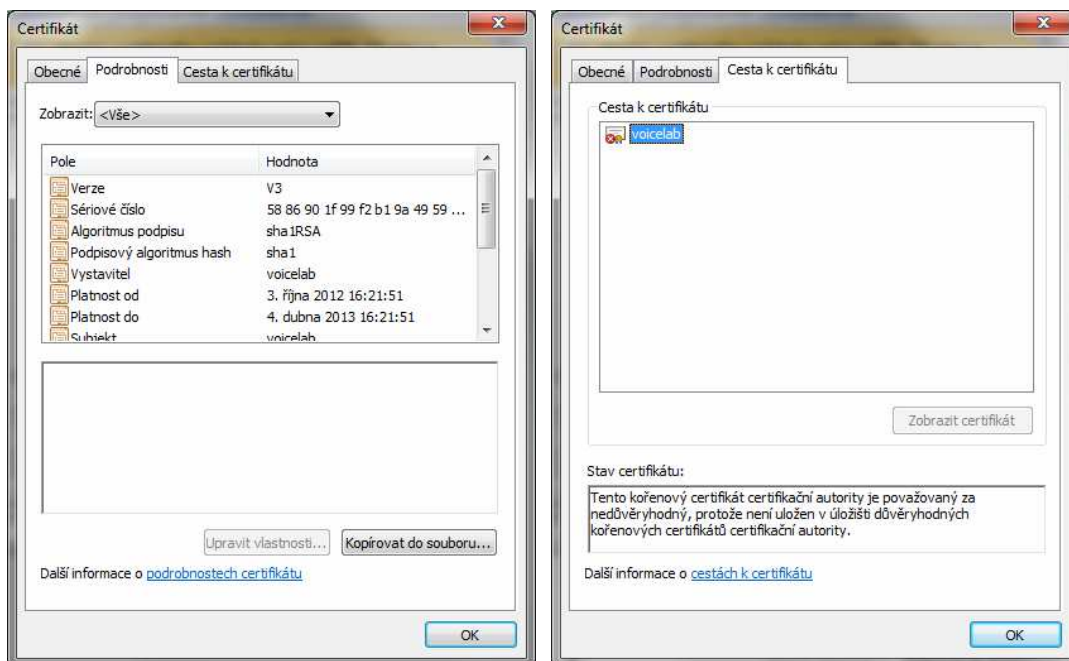 Certifikát
Obecné Podrobnosti Cesta k certifikátu
Zobrazit: <Vše>
Pole Hodnota
Verze V3
Sériové číslo 58 86 90 1f 99 f2 b1 9a 49 59 ...
Algoritmus podpisu sha1RSA
Podpisový algoritmus hash sha1
Vystavitel voicelab
Platnost od 3. října 2012 16:21:51
Platnost do 4. dubna 2013 16:21:51
Subjekt voicelab
Upravit vlastnosti... Kopírovat do souboru...
Další informace o podrobnostech certifikátu
OK
Certifikát
Obecné Podrobnosti Cesta k certifikátu
Cesta k certifikátu
voicelab
Zobrazit certifikát
Stav certifikátu:
Tento kořenový certifikát certifikační autority je považovaný za
nedůvěryhodný, protože není uložen v úložišti důvěryhodných
kořenových certifikátů certifikační autority.
Další informace o cestách k certifikátu
OK